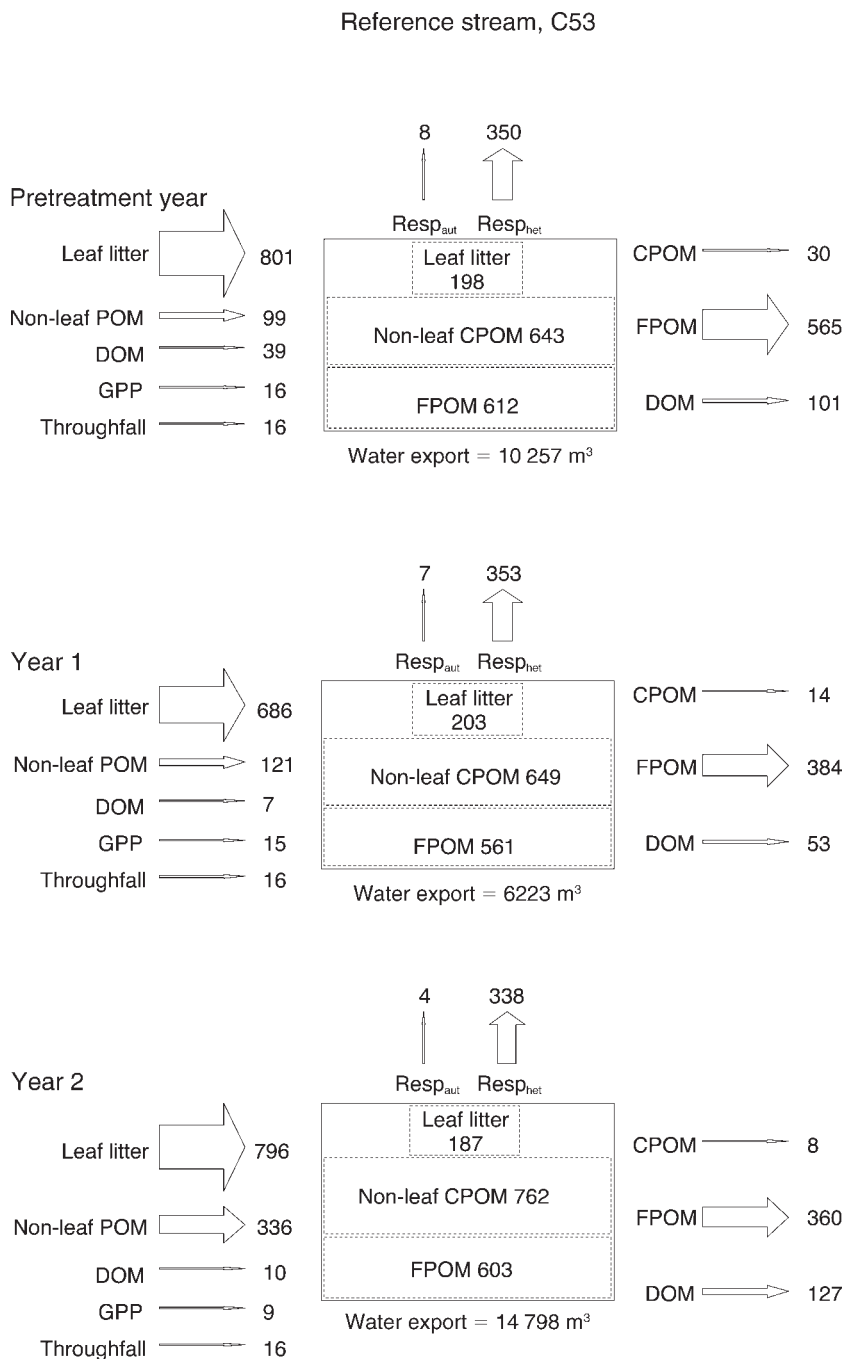 Reference stream, C53
8 350
Pretreatment year
Resp_aut Resp_het
Leaf litter 801
Non-leaf POM 99
DOM 39
GPP 16
Throughfall 16
Leaf litter
198
Non-leaf CPOM 643
FPOM 612
Water export = 10 257 m³
CPOM 30
FPOM 565
DOM 101
7 353
Year 1
Resp_aut Resp_het
Leaf litter 686
Non-leaf POM 121
DOM 7
GPP 15
Throughfall 16
Leaf litter
203
Non-leaf CPOM 649
FPOM 561
Water export = 6223 m³
CPOM 14
FPOM 384
DOM 53
4 338
Year 2
Resp_aut Resp_het
Leaf litter 796
Non-leaf POM 336
DOM 10
GPP 9
Throughfall 16
Leaf litter
187
Non-leaf CPOM 762
FPOM 603
Water export = 14 798 m³
CPOM 8
FPOM 360
DOM 127